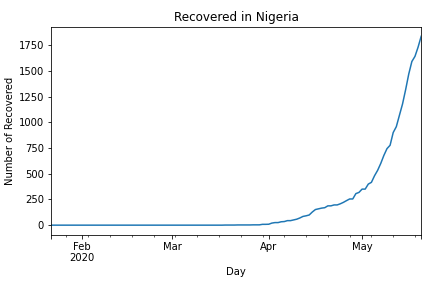 Recovered in Nigeria
Number of Recovered
1750
1500
1250
1000
750
500
250
0
Feb
2020
Mar
Apr
May
Day